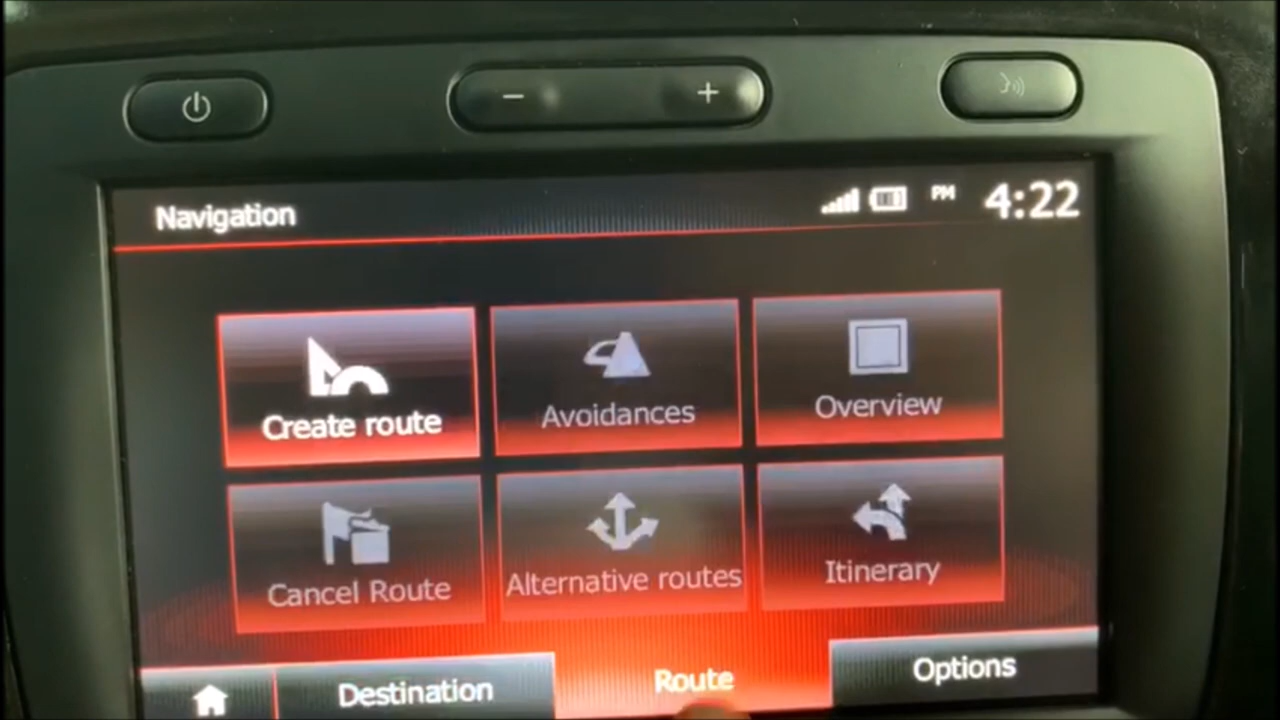 Navigation
PM 4:22
Create route
Avoidances
Overview
Cancel Route
Alternative routes
Itinerary
Destination
Route
Options